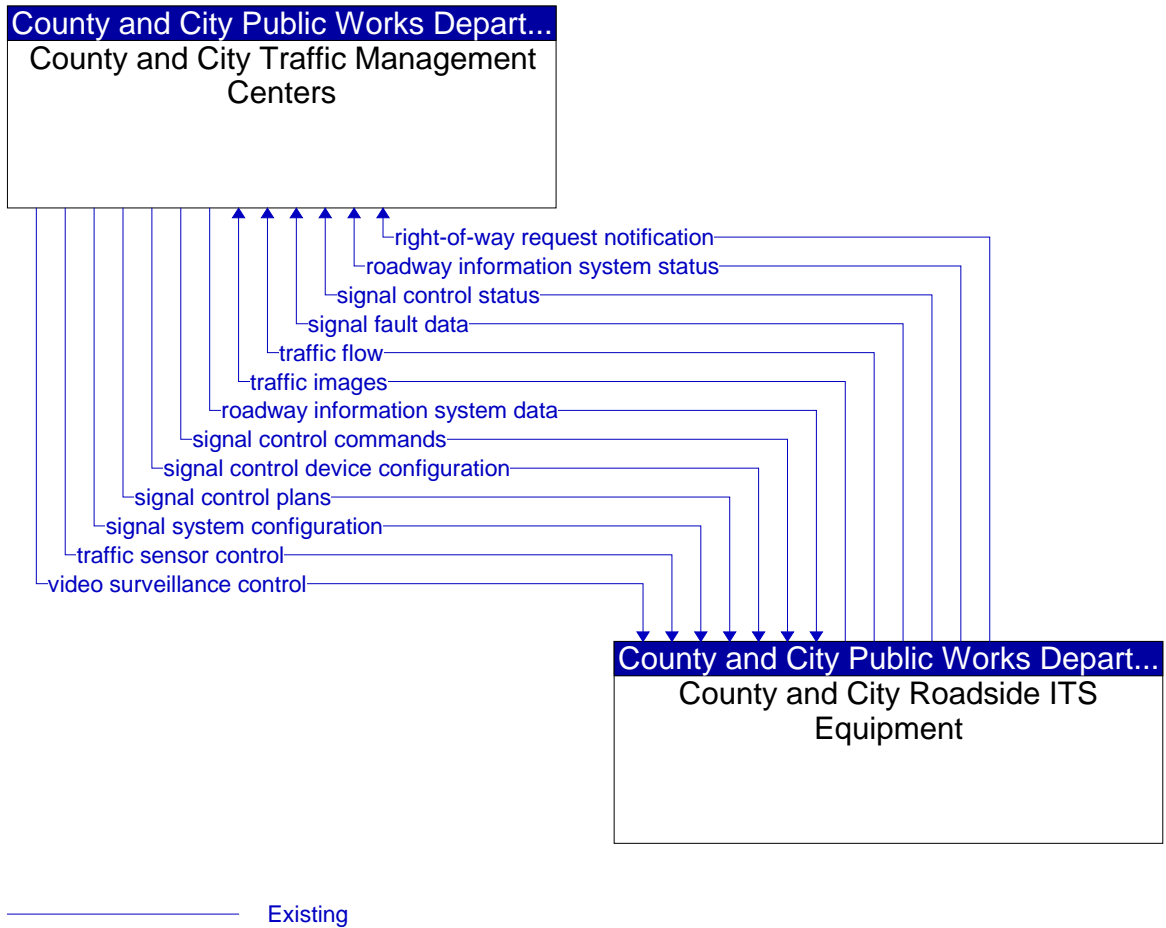 County and City Public Works Depart...
County and City Traffic Management
Centers
right-of-way request notification
roadway information system status
signal control status
signal fault data
traffic flow
traffic images
roadway information system data
signal control commands
signal control device configuration
signal control plans
signal system configuration
traffic sensor control
video surveillance control
County and City Public Works Depart...
County and City Roadside ITS
Equipment
Existing